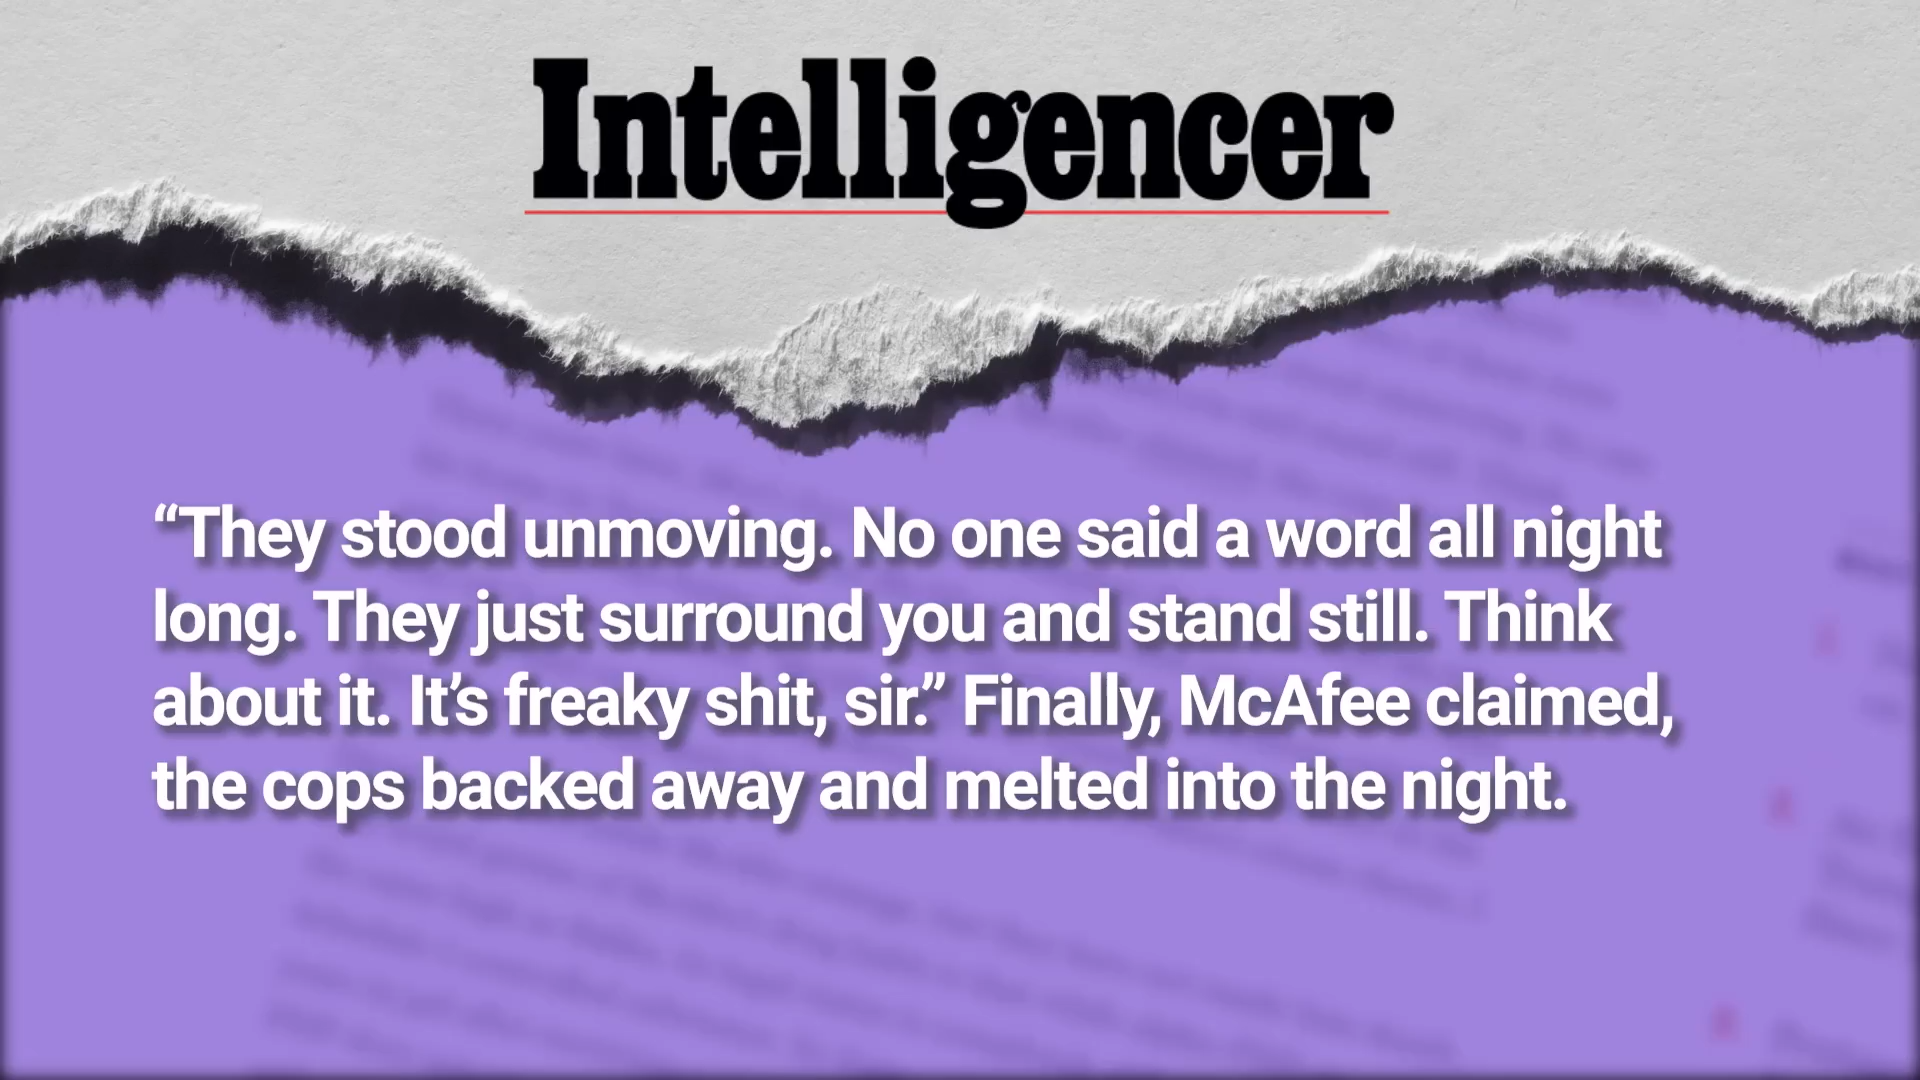 Intelligencer
“They stood unmoving. No one said a word all night
long. They just surround you and stand still. Think
about it. It’s freaky shit, sir.” Finally, McAfee claimed,
the cops backed away and melted into the night.